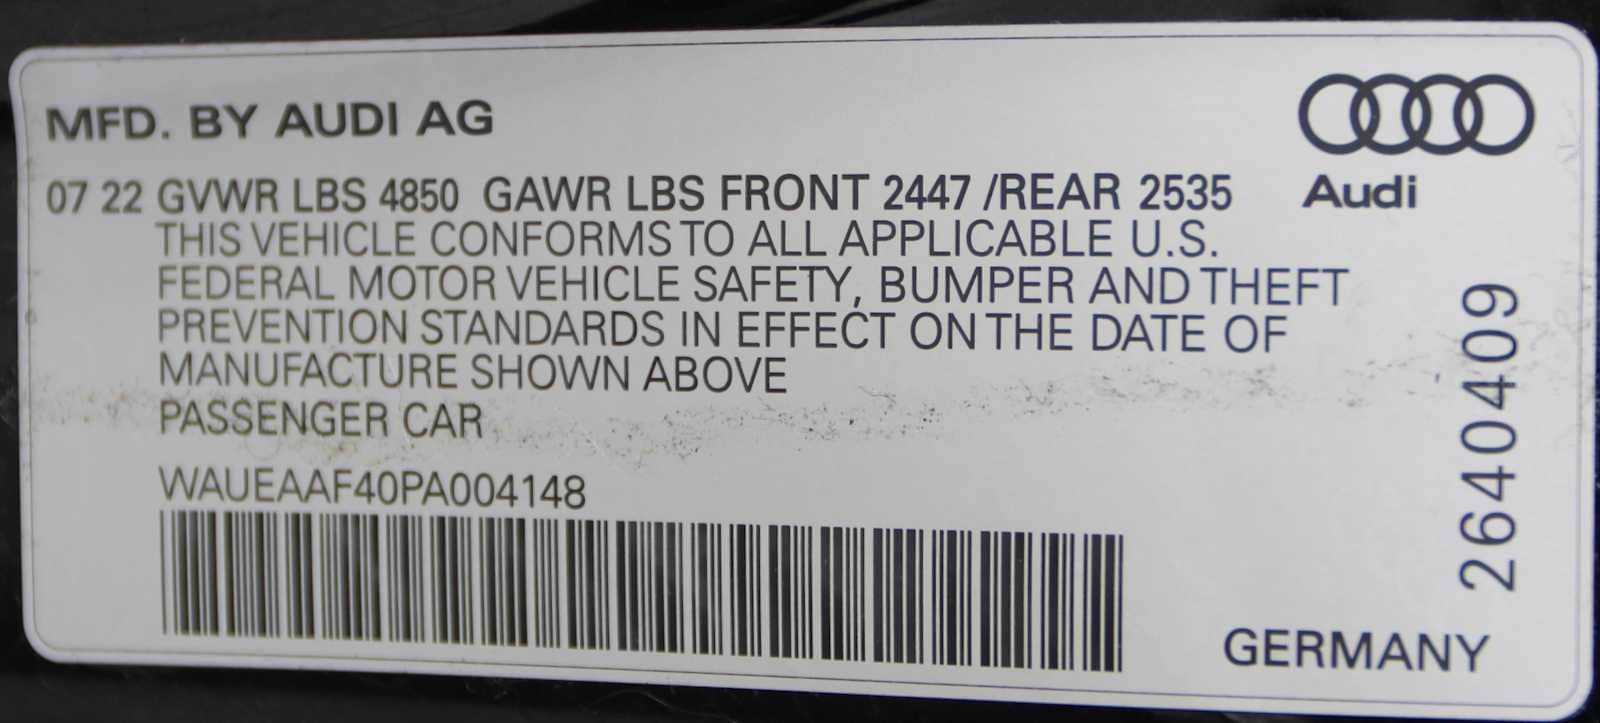 MFD. BY AUDI AG
07 22 GVWR LBS 4850 GAWR LBS FRONT 2447 /REAR 2535
THIS VEHICLE CONFORMS TO ALL APPLICABLE U.S.
FEDERAL MOTOR VEHICLE SAFETY, BUMPER AND THEFT
PREVENTION STANDARDS IN EFFECT ON THE DATE OF
MANUFACTURE SHOWN ABOVE
PASSENGER CAR
WAUEAAF40PA004148
Audi
2640409
GERMANY